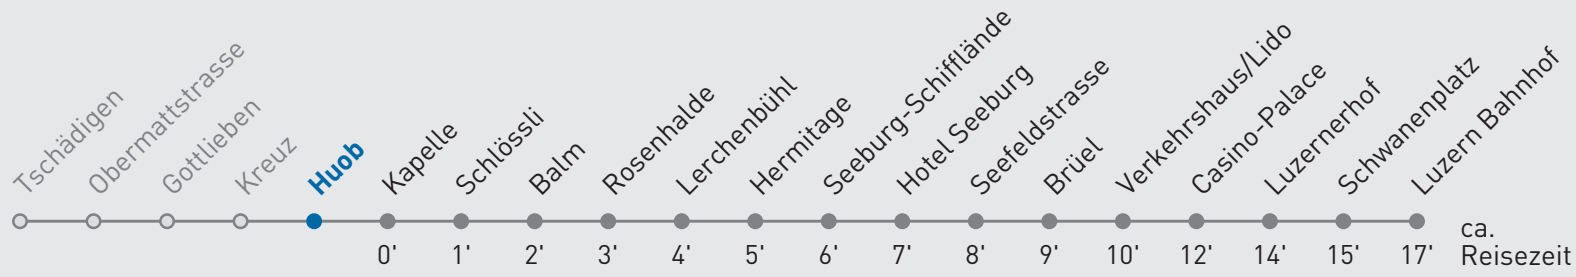 Tschädigen
Obermattstrasse
Gottlieben
Kreuz
Huob
Kapelle
Schlössli
Balm
Rosenhalde
Lerchenbühl
Hermitage
Seeburg-Schifflände
Hotel Seeburg
Seefeldstrasse
Brüel
Verkehrshaus/Lido
Casino-Palace
Luzernerhof
Schwanenplatz
Luzern Bahnhof
0' 1' 2' 3' 4' 5' 6' 7' 8' 9' 10' 12' 14' 15' 17'
ca.
Reisezeit